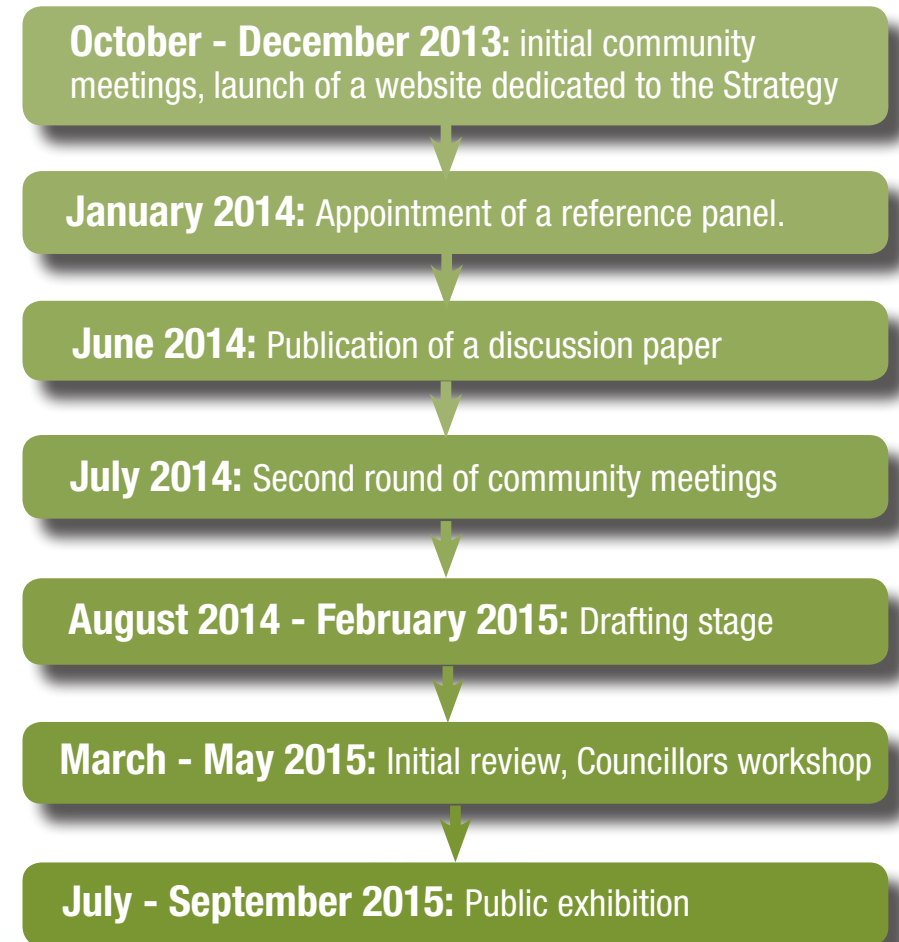 October - December 2013: initial community
meetings, launch of a website dedicated to the Strategy
January 2014: Appointment of a reference panel.
June 2014: Publication of a discussion paper
July 2014: Second round of community meetings
August 2014 - February 2015: Drafting stage
March - May 2015: Initial review, Councillors workshop
July - September 2015: Public exhibition